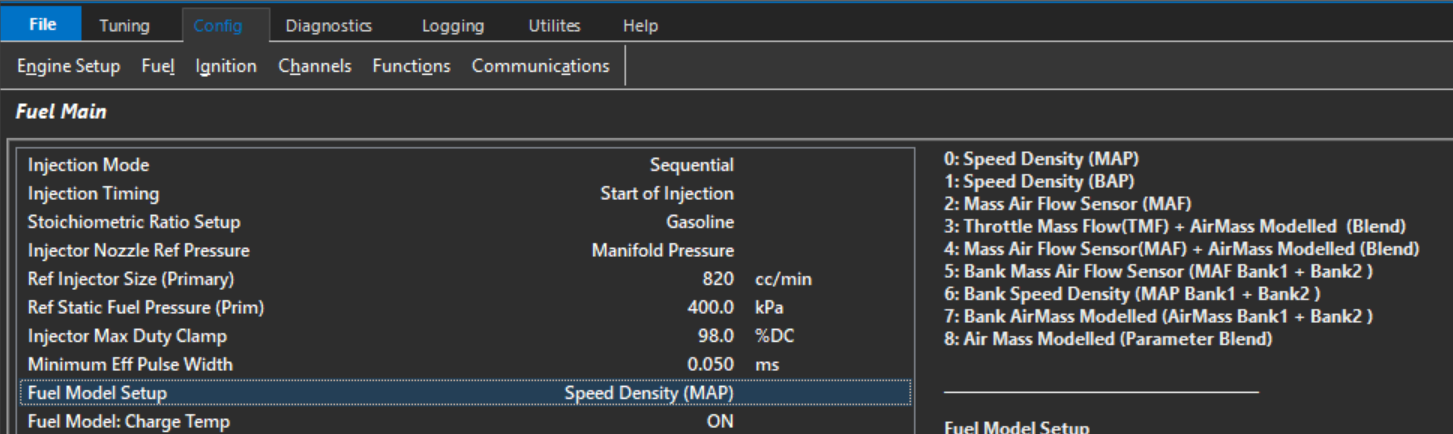 File Tuning Config Diagnostics Logging Utilites Help
Engine Setup Fuel Ignition Channels Functions Communications
Fuel Main
Injection Mode Sequential
Injection Timing Start of Injection
Stoichiometric Ratio Setup Gasoline
Injector Nozzle Ref Pressure Manifold Pressure
Ref Injector Size (Primary) 820 cc/min
Ref Static Fuel Pressure (Prim) 400.0 kPa
Injector Max Duty Clamp 98.0 %DC
Minimum Eff Pulse Width 0.050 ms
Fuel Model Setup Speed Density (MAP)
Fuel Model: Charge Temp ON
0: Speed Density (MAP)
1: Speed Density (BAP)
2: Mass Air Flow Sensor (MAF)
3: Throttle Mass Flow(TMF) + AirMass Modelled (Blend)
4: Mass Air Flow Sensor(MAF) + AirMass Modelled (Blend)
5: Bank Mass Air Flow Sensor (MAF Bank1 + Bank2 )
6: Bank Speed Density (MAP Bank1 + Bank2 )
7: Bank AirMass Modelled (AirMass Bank1 + Bank2 )
8: Air Mass Modelled (Parameter Blend)
Fuel Model Setup